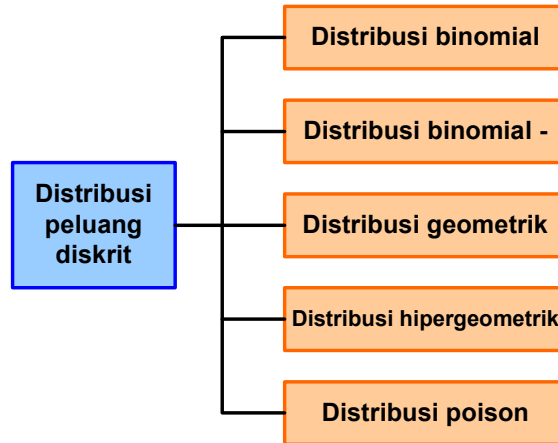 Distribusi binomial
Distribusi binomial -
Distribusi
peluang
diskrit
Distribusi geometrik
Distribusi hipergeometrik
Distribusi poison